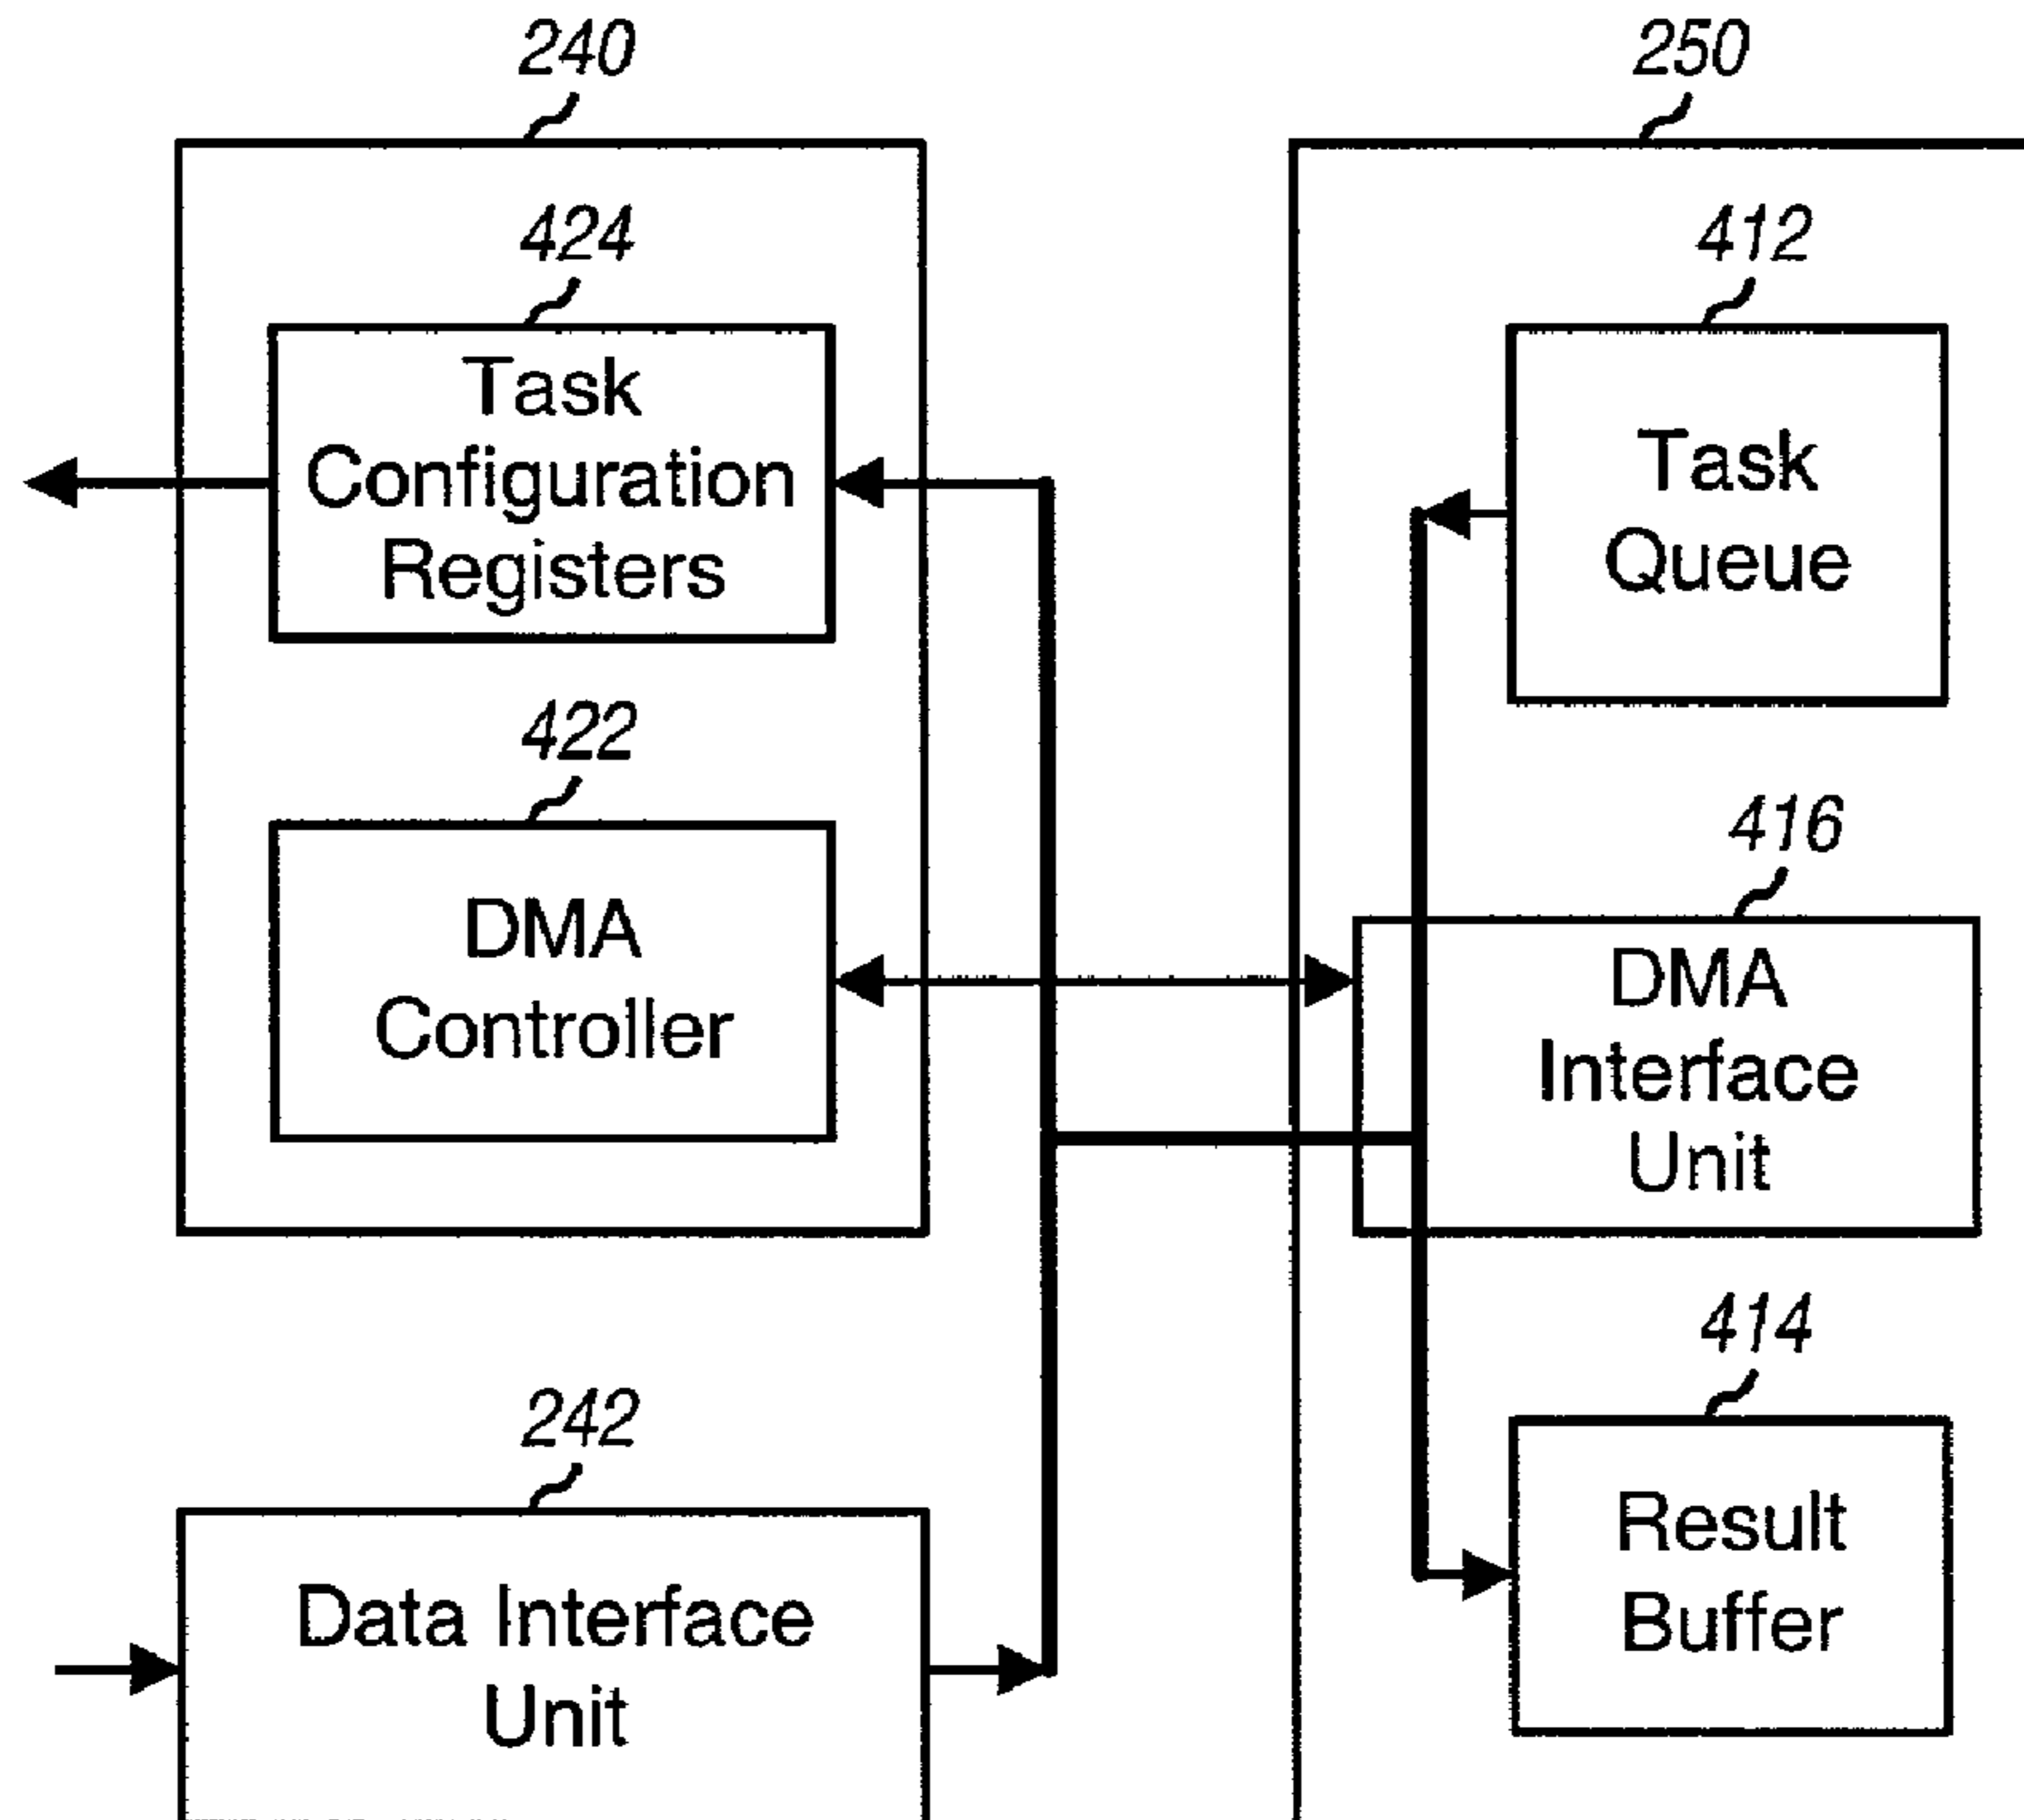 240
250
424
Task
Configuration
Registers
412
Task
Queue
422
DMA
Controller
416
DMA
Interface
Unit
242
Data Interface
Unit
414
Result
Buffer